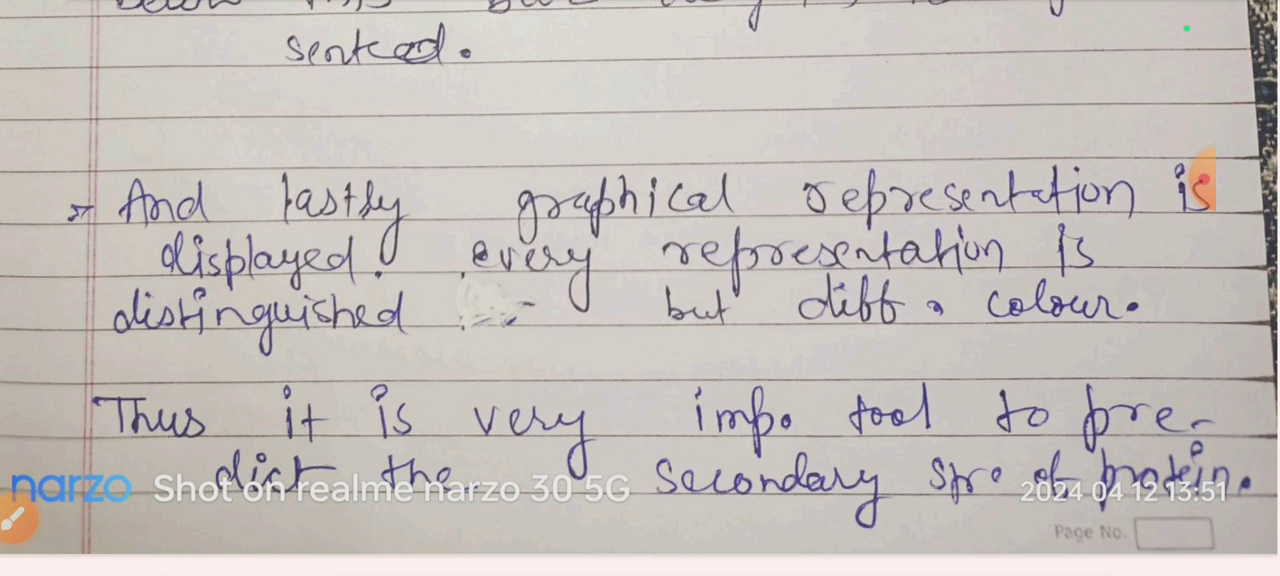 sented.
⇒ And lastly graphical representation is
displayed. every representation is
distinguished but diff. colour.
Thus it is very impo tool to pre-
dict the secondary stre of protein.
narzo Shot on realme narzo 30 5G 2024 04 12 13:51
Page No.